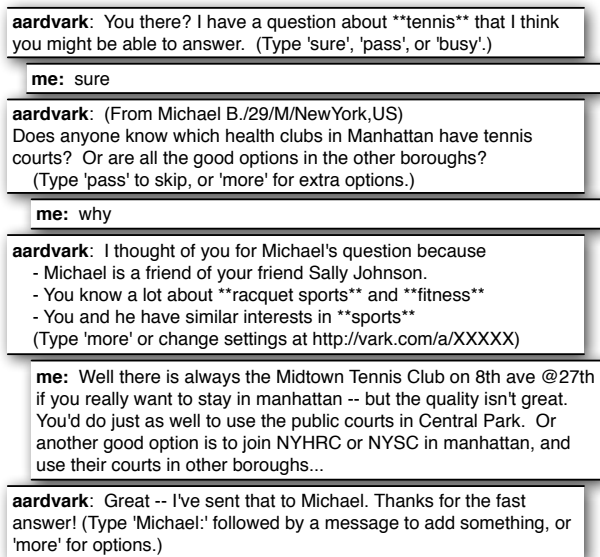 aardvark: You there? I have a question about **tennis** that I think
you might be able to answer. (Type 'sure', 'pass', or 'busy'.)
me: sure
aardvark: (From Michael B./29/M/NewYork,US)
Does anyone know which health clubs in Manhattan have tennis
courts? Or are all the good options in the other boroughs?
(Type 'pass' to skip, or 'more' for extra options.)
me: why
aardvark: I thought of you for Michael's question because
- Michael is a friend of your friend Sally Johnson.
- You know a lot about **racquet sports** and **fitness**
- You and he have similar interests in **sports**
(Type 'more' or change settings at http://vark.com/a/XXXXX)
me: Well there is always the Midtown Tennis Club on 8th ave @27th
if you really want to stay in manhattan -- but the quality isn't great.
You'd do just as well to use the public courts in Central Park. Or
another good option is to join NYHRC or NYSC in manhattan, and
use their courts in other boroughs...
aardvark: Great -- I've sent that to Michael. Thanks for the fast
answer! (Type 'Michael:' followed by a message to add something, or
'more' for options.)